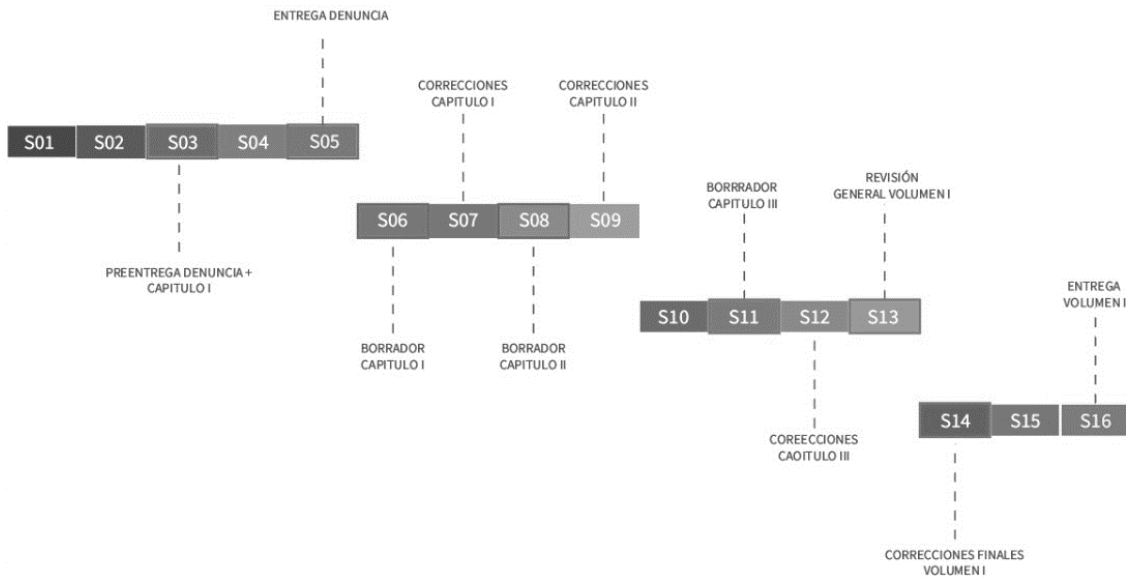 ENTREGA DENUNCIA
CORRECCIONES
CAPITULO I
CORRECCIONES
CAPITULO II
S01 S02 S03 S04 S05
PREENTREGA DENUNCIA +
CAPITULO I
S06 S07 S08 S09
BORRADOR
CAPITULO I
BORRADOR
CAPITULO II
BORRRADOR
CAPITULO III
REVISIÓN
GENERAL VOLUMEN I
S10 S11 S12 S13
COREECCIONES
CAOITULO III
ENTREGA
VOLUMEN I
S14 S15 S16
CORRECCIONES FINALES
VOLUMEN I